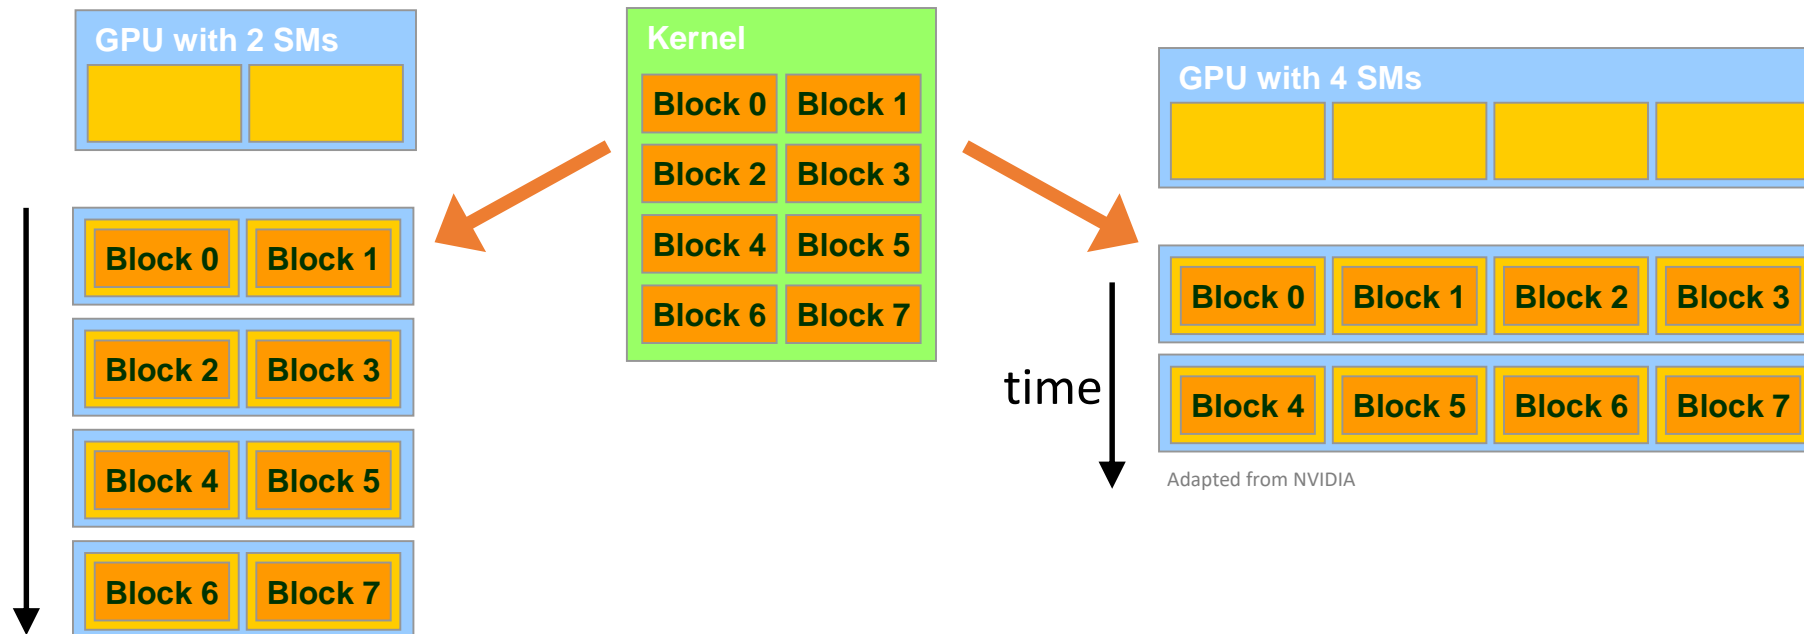 GPU with 2 SMs
Block 0 Block 1
Block 2 Block 3
Block 4 Block 5
Block 6 Block 7
Kernel
Block 0 Block 1
Block 2 Block 3
Block 4 Block 5
Block 6 Block 7
GPU with 4 SMs
time
Block 0 Block 1 Block 2 Block 3
Block 4 Block 5 Block 6 Block 7
Adapted from NVIDIA